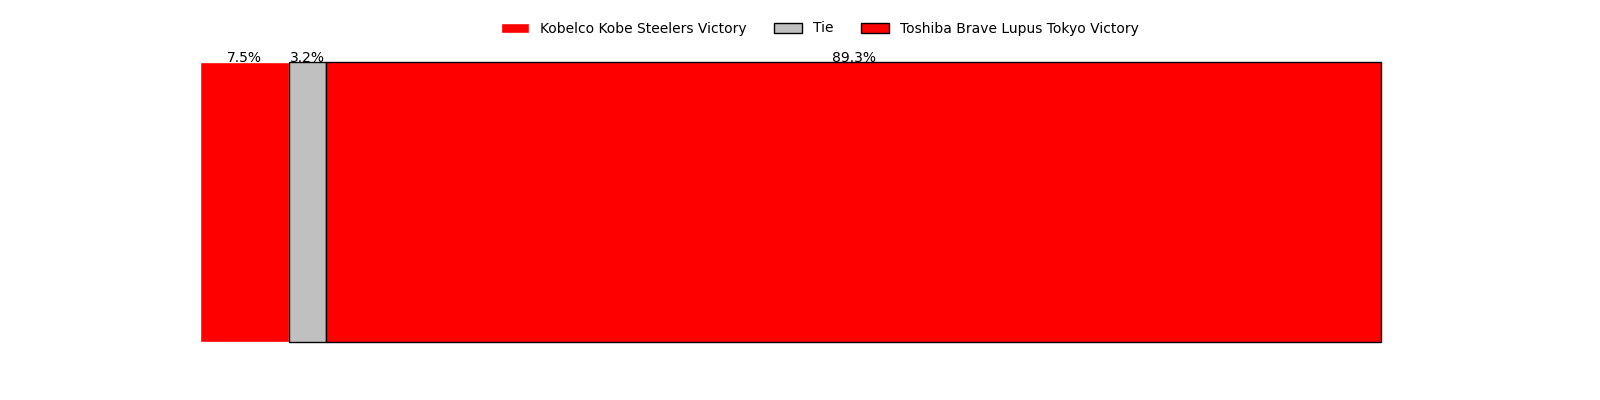 Kobelco Kobe Steelers Victory Tie Toshiba Brave Lupus Tokyo Victory
7.5% 3.2% 89.3%